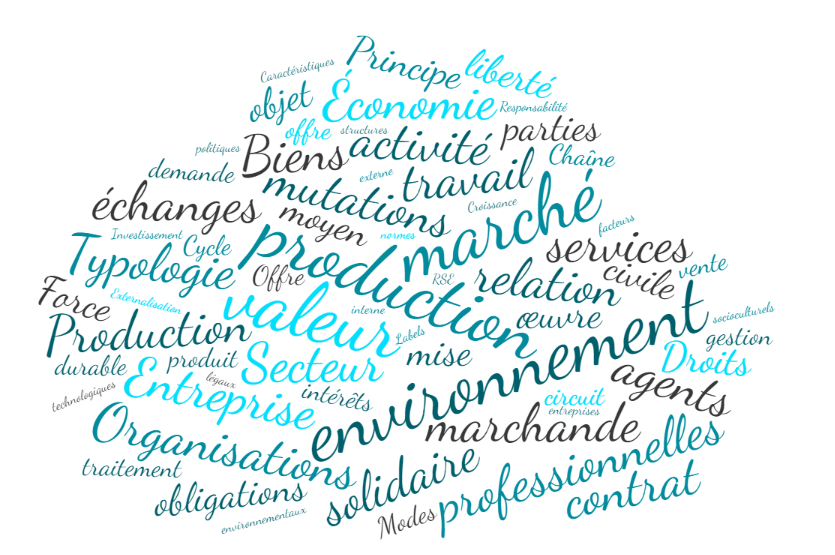 Caractéristiques
Principe
liberté
objet
Économie
Responsabilité
offre
structures
activité
parties
politiques
Biens
Chaîne
demande
externe
travail
mutations
Croissance
échanges
moyen
marché
facteurs
Investissement
Cycle
normes
services
Typologie
Offre
production
RSE
relation
civile
vente
Force
Externalisation
valeur
interne
œuvre
socioculturels
Production
Labels
environnement
gestion
durable
produit
Secteur
mise
Droits
technologiques
légaux
Entreprise
intérêts
circuit
entreprises
agents
Organisations
marchande
traitement
solidaire
professionnelles
obligations
contrat
environnementaux
Modes